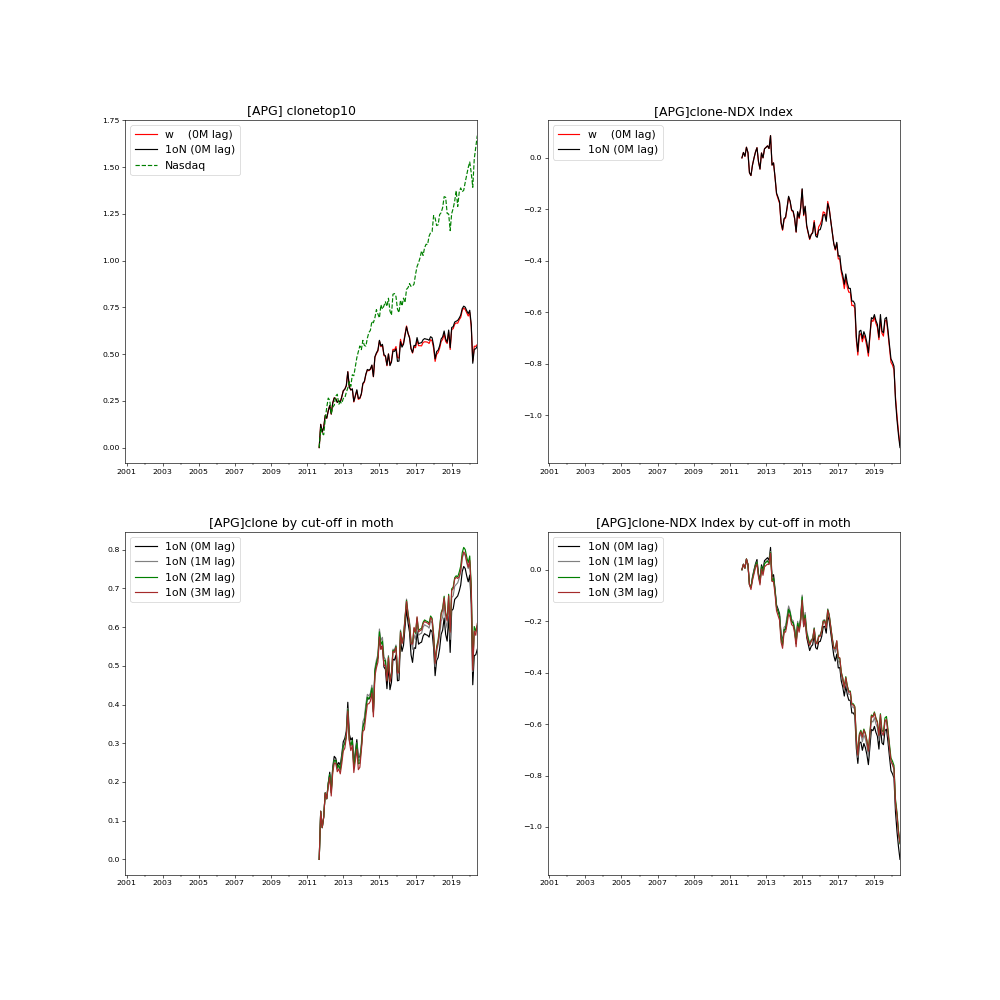 [APG] clonetop10
w    (0M lag)
1oN (0M lag)
Nasdaq
1.75
1.50
1.25
1.00
0.75
0.50
0.25
0.00
2001 2003 2005 2007 2009 2011 2013 2015 2017 2019
[APG]clone-NDX Index
w    (0M lag)
1oN (0M lag)
0.0
−0.2
−0.4
−0.6
−0.8
−1.0
2001 2003 2005 2007 2009 2011 2013 2015 2017 2019
[APG]clone by cut-off in moth
1oN (0M lag)
1oN (1M lag)
1oN (2M lag)
1oN (3M lag)
0.8
0.7
0.6
0.5
0.4
0.3
0.2
0.1
0.0
2001 2003 2005 2007 2009 2011 2013 2015 2017 2019
[APG]clone-NDX Index by cut-off in moth
1oN (0M lag)
1oN (1M lag)
1oN (2M lag)
1oN (3M lag)
0.0
−0.2
−0.4
−0.6
−0.8
−1.0
2001 2003 2005 2007 2009 2011 2013 2015 2017 2019